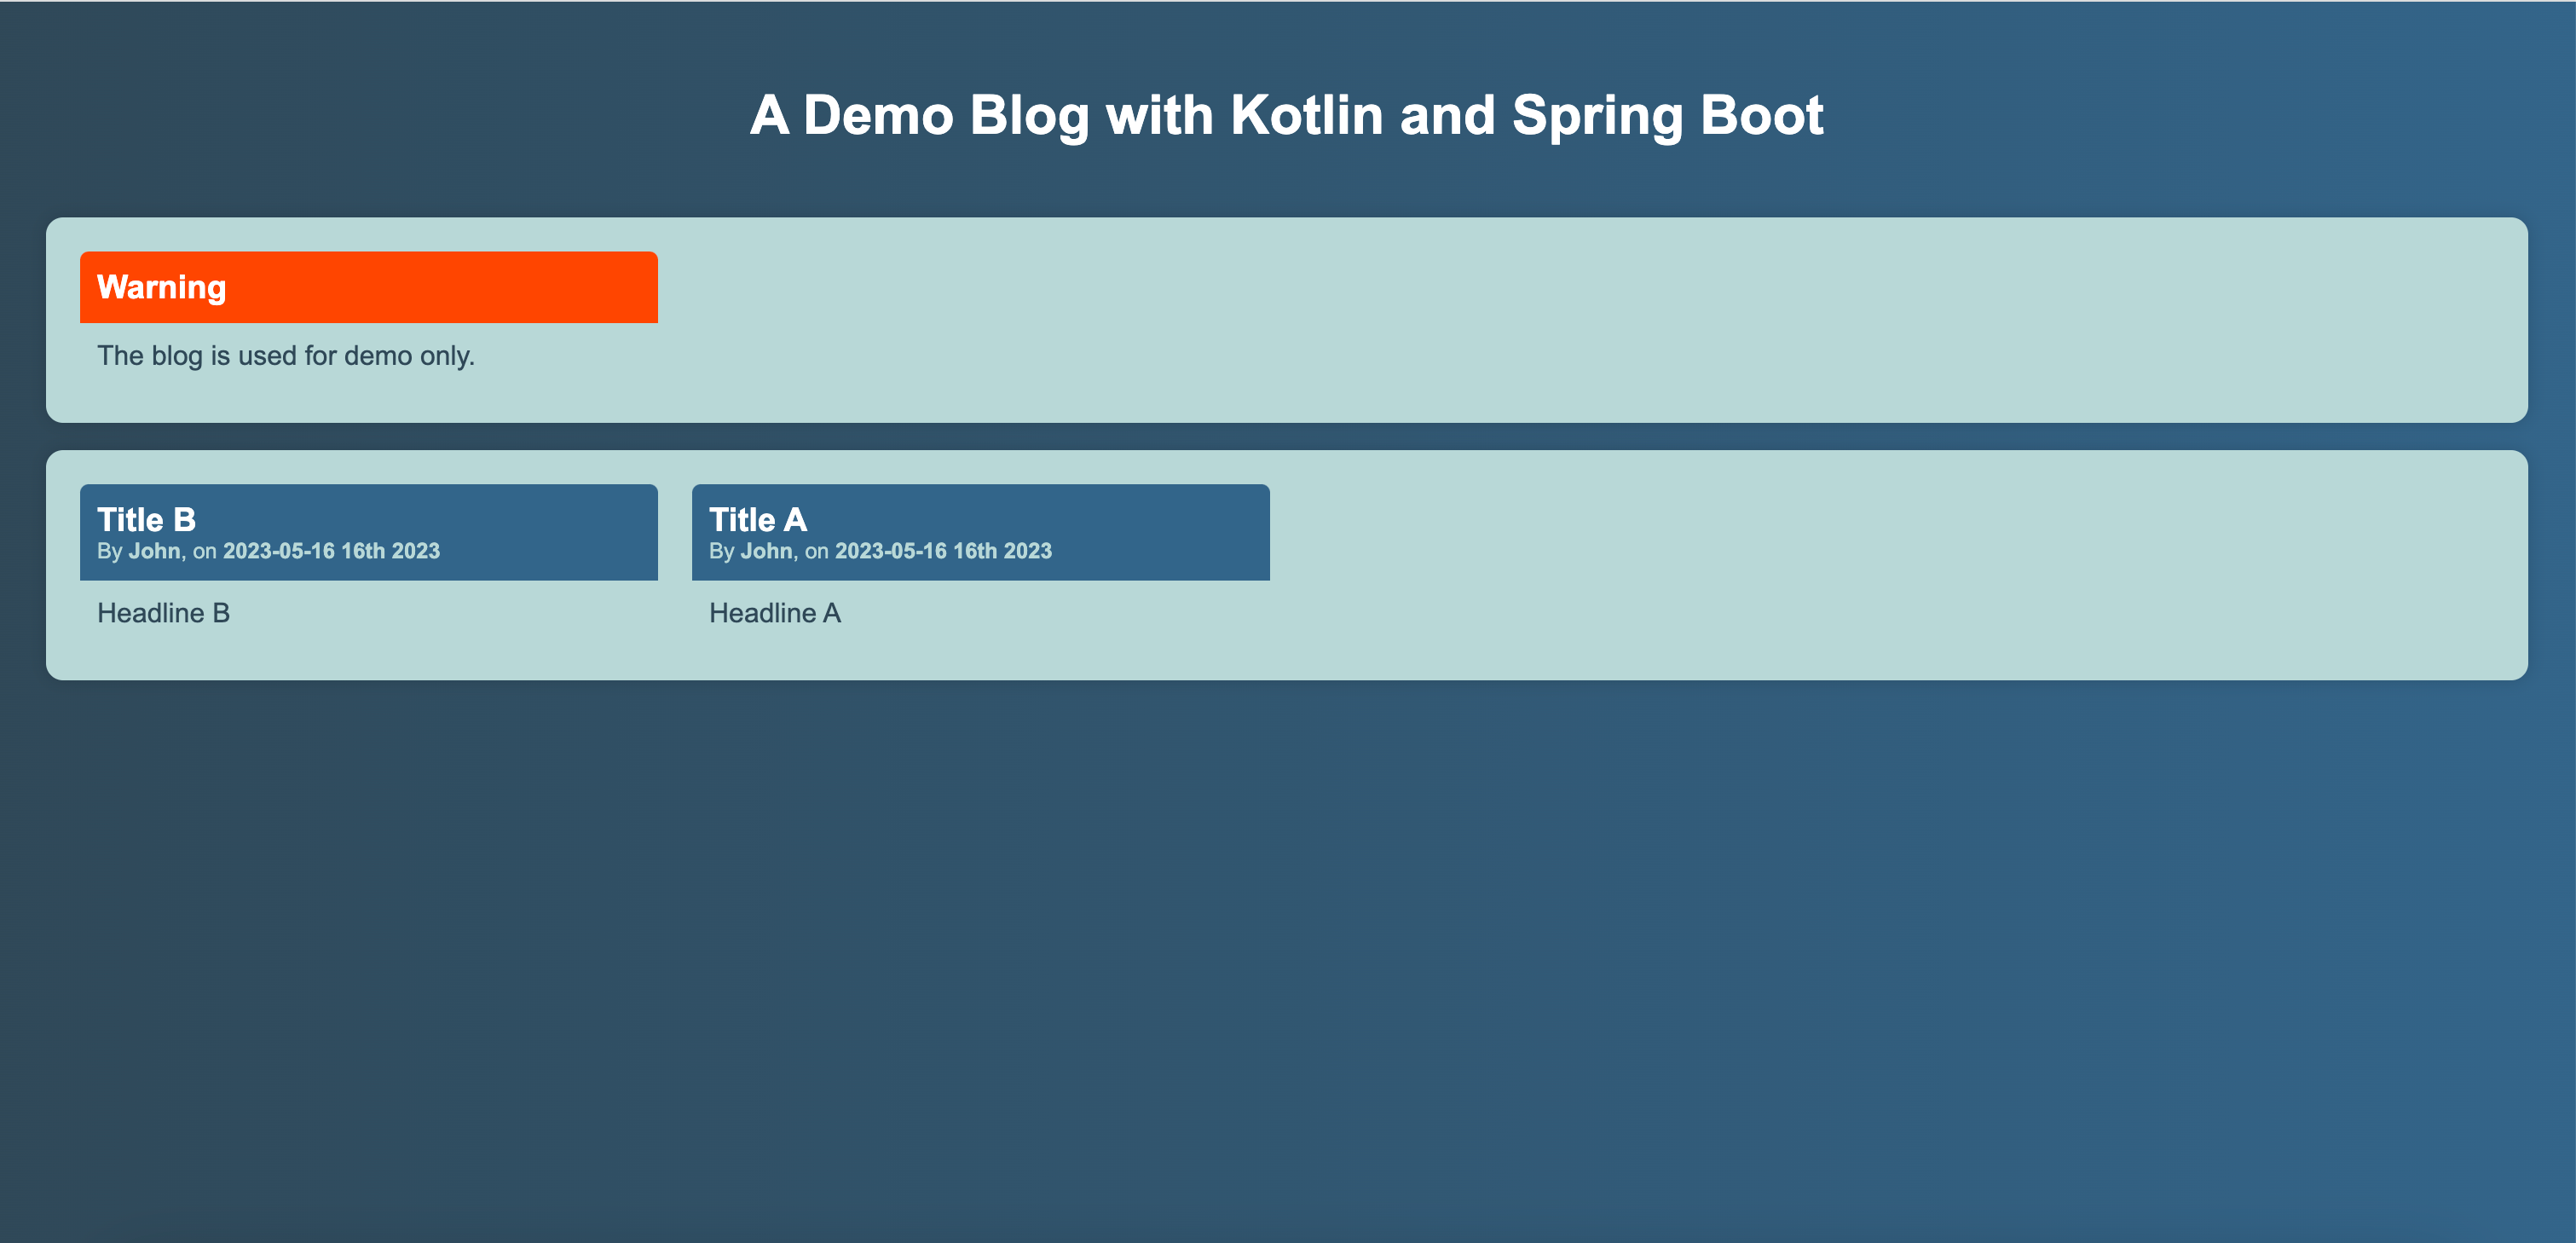 A Demo Blog with Kotlin and Spring Boot
Warning
The blog is used for demo only.
Title B
By John, on 2023-05-16 16th 2023
Headline B
Title A
By John, on 2023-05-16 16th 2023
Headline A